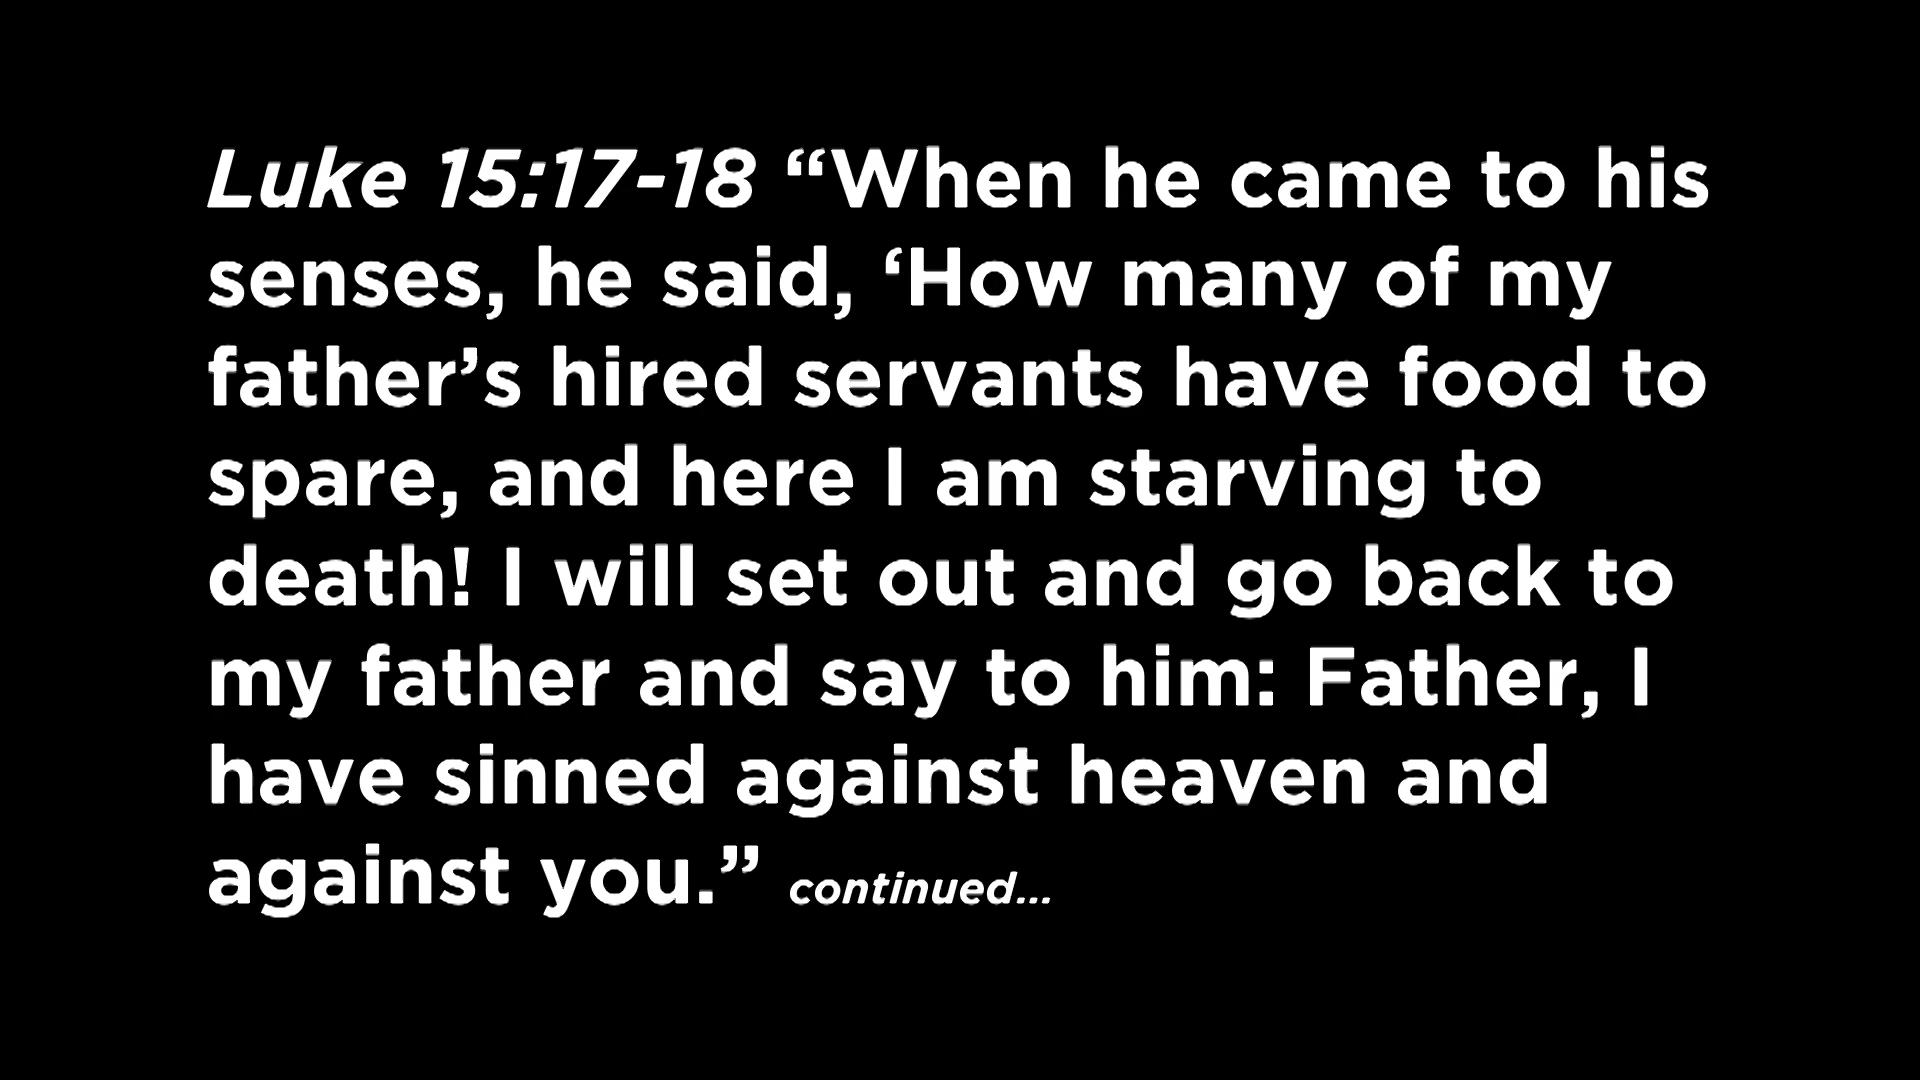 Luke 15:17-18 “When he came to his
senses, he said, ‘How many of my
father’s hired servants have food to
spare, and here I am starving to
death! I will set out and go back to
my father and say to him: Father, I
have sinned against heaven and
against you.” continued...